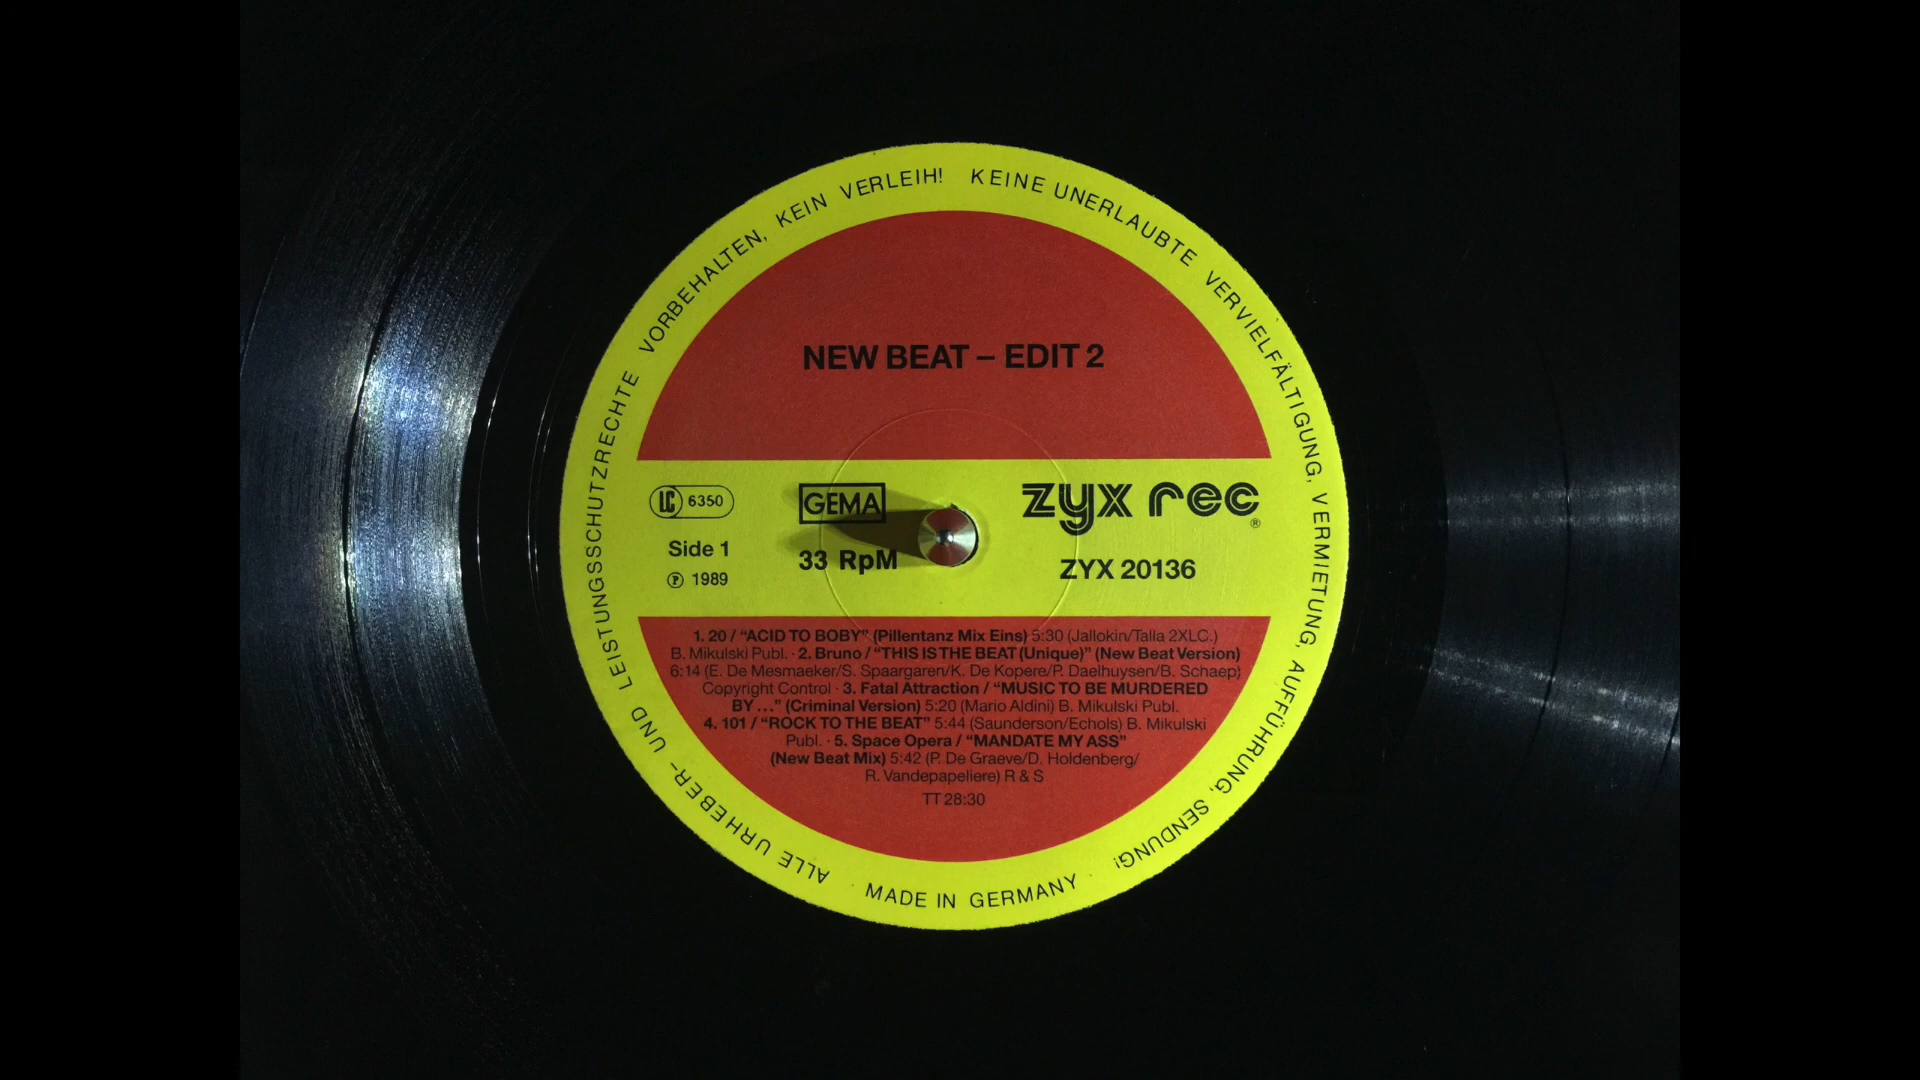 ALLE URHEBER- UND LEISTUNGSSCHUTZRECHTE VORBEHALTEN, KEIN VERLEIH! KEINE UNERLAUBTE VERVIELFÄLTIGUNG, VERMIETUNG, AUFFÜHRUNG, SENDUNG!
NEW BEAT – EDIT 2
LC 6350
GEMA
zyx rec ®
Side 1
33 RpM
ZYX 20136
℗ 1989
1. 20 / “ACID TO BOBY” (Pillentanz Mix Eins) 5:30 (Jallokin/Talla 2XLC.)
B. Mikulski Publ. · 2. Bruno / “THIS IS THE BEAT (Unique)” (New Beat Version)
6:14 (E. De Mesmaeker/S. Spaargaren/K. De Kopere/P. Daelhuysen/B. Schaep)
Copyright Control · 3. Fatal Attraction / “MUSIC TO BE MURDERED
BY ...” (Criminal Version) 5:20 (Mario Aldini) B. Mikulski Publ.
4. 101 / “ROCK TO THE BEAT” 5:44 (Saunderson/Echols) B. Mikulski
Publ. · 5. Space Opera / “MANDATE MY ASS”
(New Beat Mix) 5:42 (P. De Graeve/D. Holdenberg/
R. Vandepapeliere) R & S
TT 28:30
MADE IN GERMANY